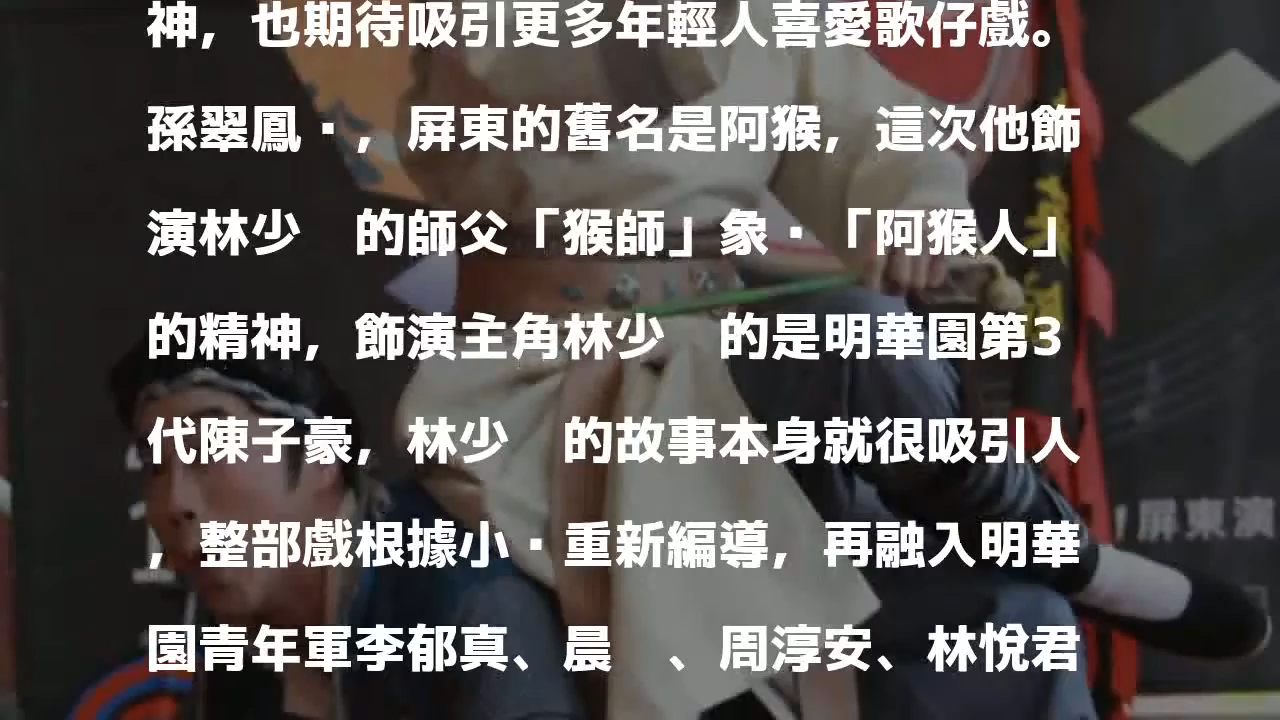 神，也期待吸引更多年輕人喜愛歌仔戲。
孫翠鳳▪，屏東的舊名是阿猴，這次他飾
演林少　的師父「猴師」象▪「阿猴人」
的精神，飾演主角林少　的是明華園第3
代陳子豪，林少　的故事本身就很吸引人
，整部戲根據小▪重新編導，再融入明華
園青年軍李郁真、晨　、周淳安、林悅君
屏東演